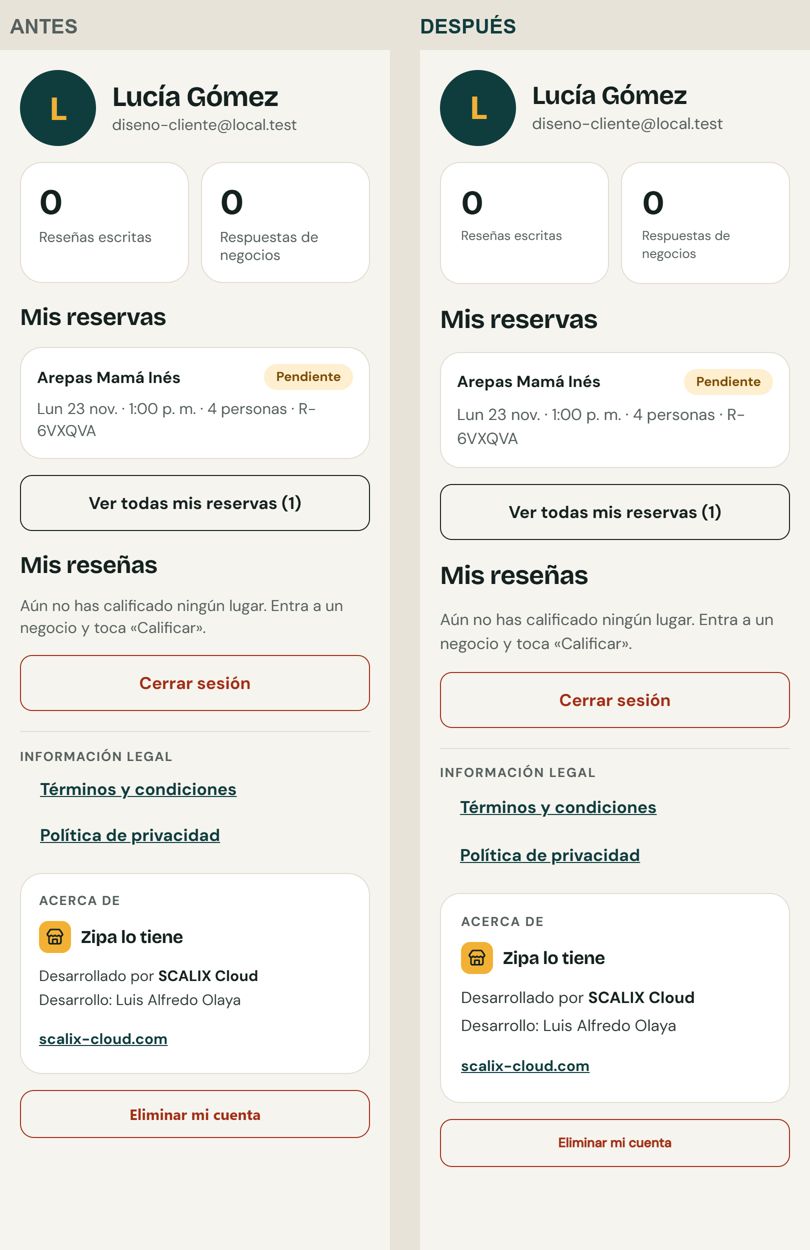 ANTES
L
Lucía Gómez
diseno-cliente@local.test
0
Reseñas escritas
0
Respuestas de
negocios
Mis reservas
Arepas Mamá Inés
Pendiente
Lun 23 nov. · 1:00 p. m. · 4 personas · R-
6VXQVA
Ver todas mis reservas (1)
Mis reseñas
Aún no has calificado ningún lugar. Entra a un
negocio y toca «Calificar».
Cerrar sesión
INFORMACIÓN LEGAL
Términos y condiciones
Política de privacidad
ACERCA DE
Zipa lo tiene
Desarrollado por SCALIX Cloud
Desarrollo: Luis Alfredo Olaya
scalix-cloud.com
Eliminar mi cuenta
DESPUÉS
L
Lucía Gómez
diseno-cliente@local.test
0
Reseñas escritas
0
Respuestas de
negocios
Mis reservas
Arepas Mamá Inés
Pendiente
Lun 23 nov. · 1:00 p. m. · 4 personas · R-
6VXQVA
Ver todas mis reservas (1)
Mis reseñas
Aún no has calificado ningún lugar. Entra a un
negocio y toca «Calificar».
Cerrar sesión
INFORMACIÓN LEGAL
Términos y condiciones
Política de privacidad
ACERCA DE
Zipa lo tiene
Desarrollado por SCALIX Cloud
Desarrollo: Luis Alfredo Olaya
scalix-cloud.com
Eliminar mi cuenta